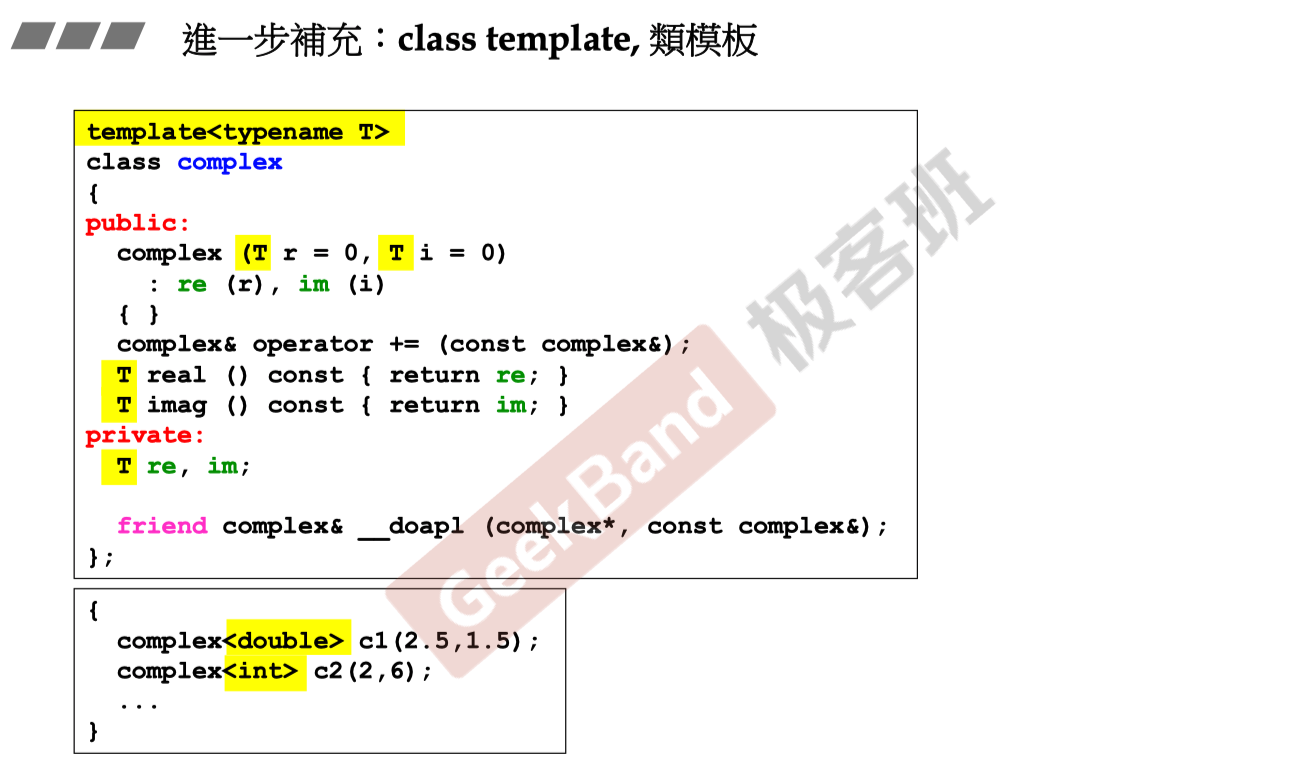 進一步補充：class template, 類模板
template<typename T>
class complex
{
public:
  complex (T r = 0, T i = 0)
    : re (r), im (i)
  { }
  complex& operator += (const complex&);
  T real () const { return re; }
  T imag () const { return im; }
private:
  T re, im;
  friend complex& __doapl (complex*, const complex&);
};
{
  complex<double> c1(2.5,1.5);
  complex<int> c2(2,6);
  ...
}
GeekBand 极客班